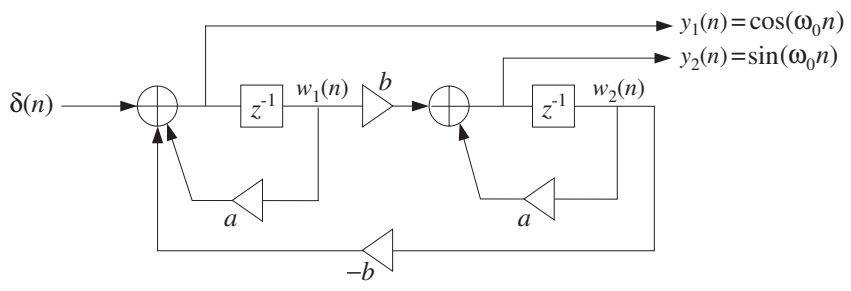 y₁(n)=cos(ω₀n)
y₂(n)=sin(ω₀n)
δ(n)
z⁻¹
w₁(n)
b
z⁻¹
w₂(n)
a
a
−b